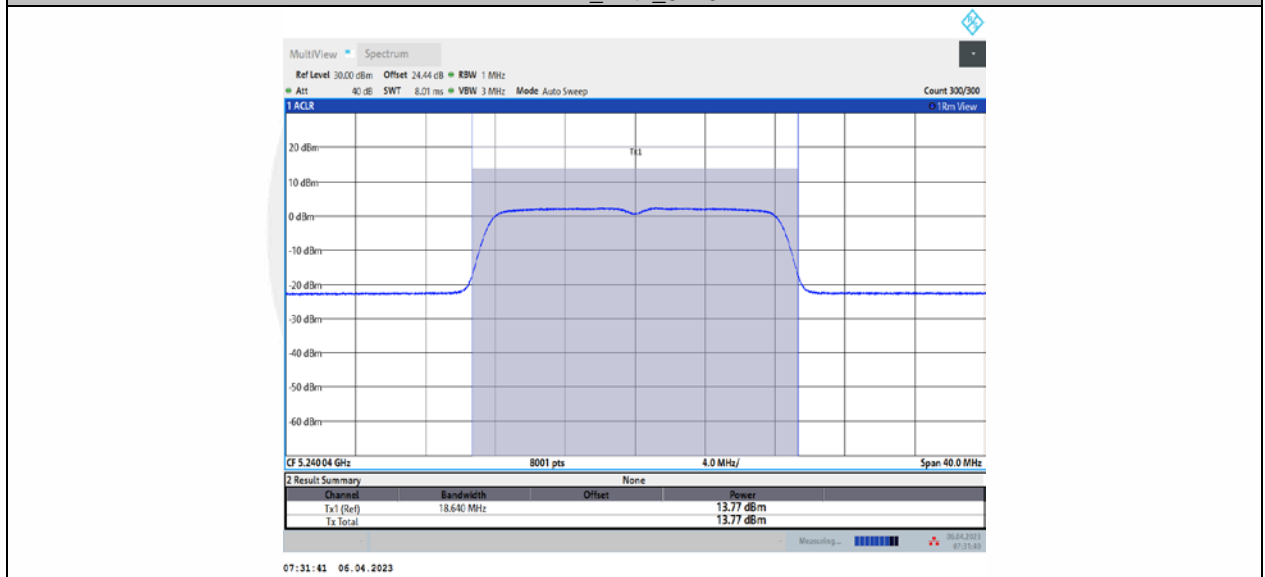 MultiView Spectrum
Ref Level 30.00 dBm Offset 24.44 dB RBW 1 MHz
Att 40 dB SWT 8.01 ms VBW 3 MHz Mode Auto Sweep Count 300/300
1 ACLR 1Rm View
20 dBm
Tx1
10 dBm
0 dBm
-10 dBm
-20 dBm
-30 dBm
-40 dBm
-50 dBm
-60 dBm
CF 5.240 04 GHz 8001 pts 4.0 MHz/ Span 40.0 MHz
2 Result Summary None
Channel Bandwidth Offset Power
Tx1 (Ref) 18.640 MHz 13.77 dBm
Tx Total 13.77 dBm
Measuring... 06.04.2023
07:31:40
07:31:41 06.04.2023